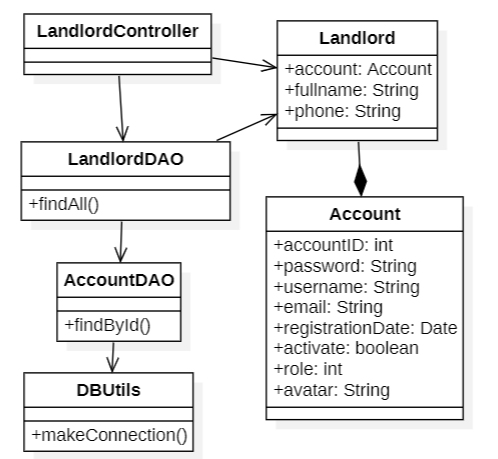 LandlordController
Landlord
+account: Account
+fullname: String
+phone: String
LandlordDAO
+findAll()
Account
+accountID: int
+password: String
+username: String
+email: String
+registrationDate: Date
+activate: boolean
+role: int
+avatar: String
AccountDAO
+findById()
DBUtils
+makeConnection()